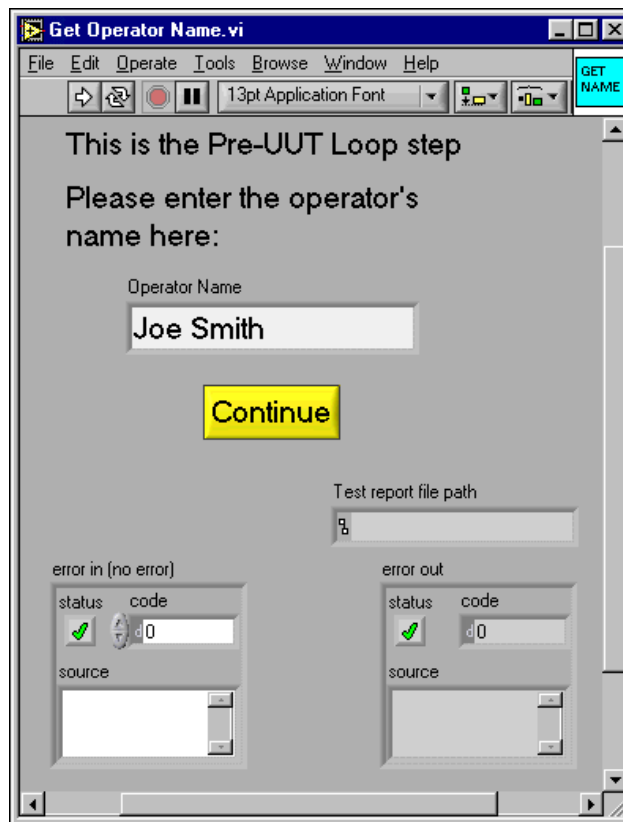 Get Operator Name.vi
File Edit Operate Tools Browse Window Help
GET
NAME
13pt Application Font
This is the Pre-UUT Loop step
Please enter the operator's
name here:
Operator Name
Joe Smith
Continue
Test report file path
error in (no error)
error out
status code
status code
d0
d0
source
source